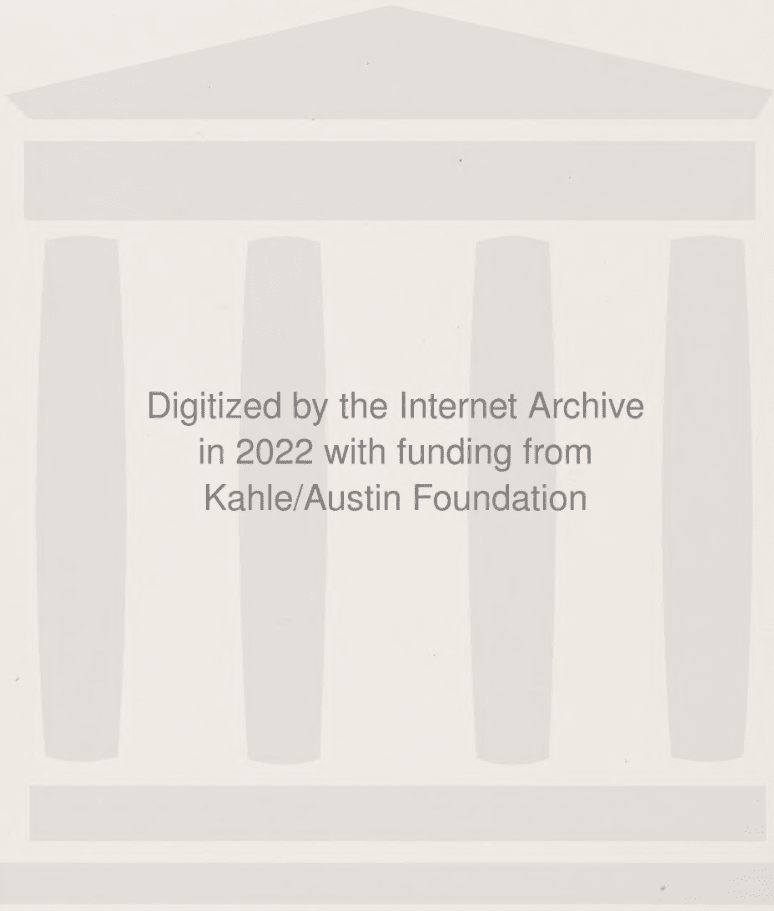 Digitized by the Internet Archive
in 2022 with funding from
Kahle/Austin Foundation